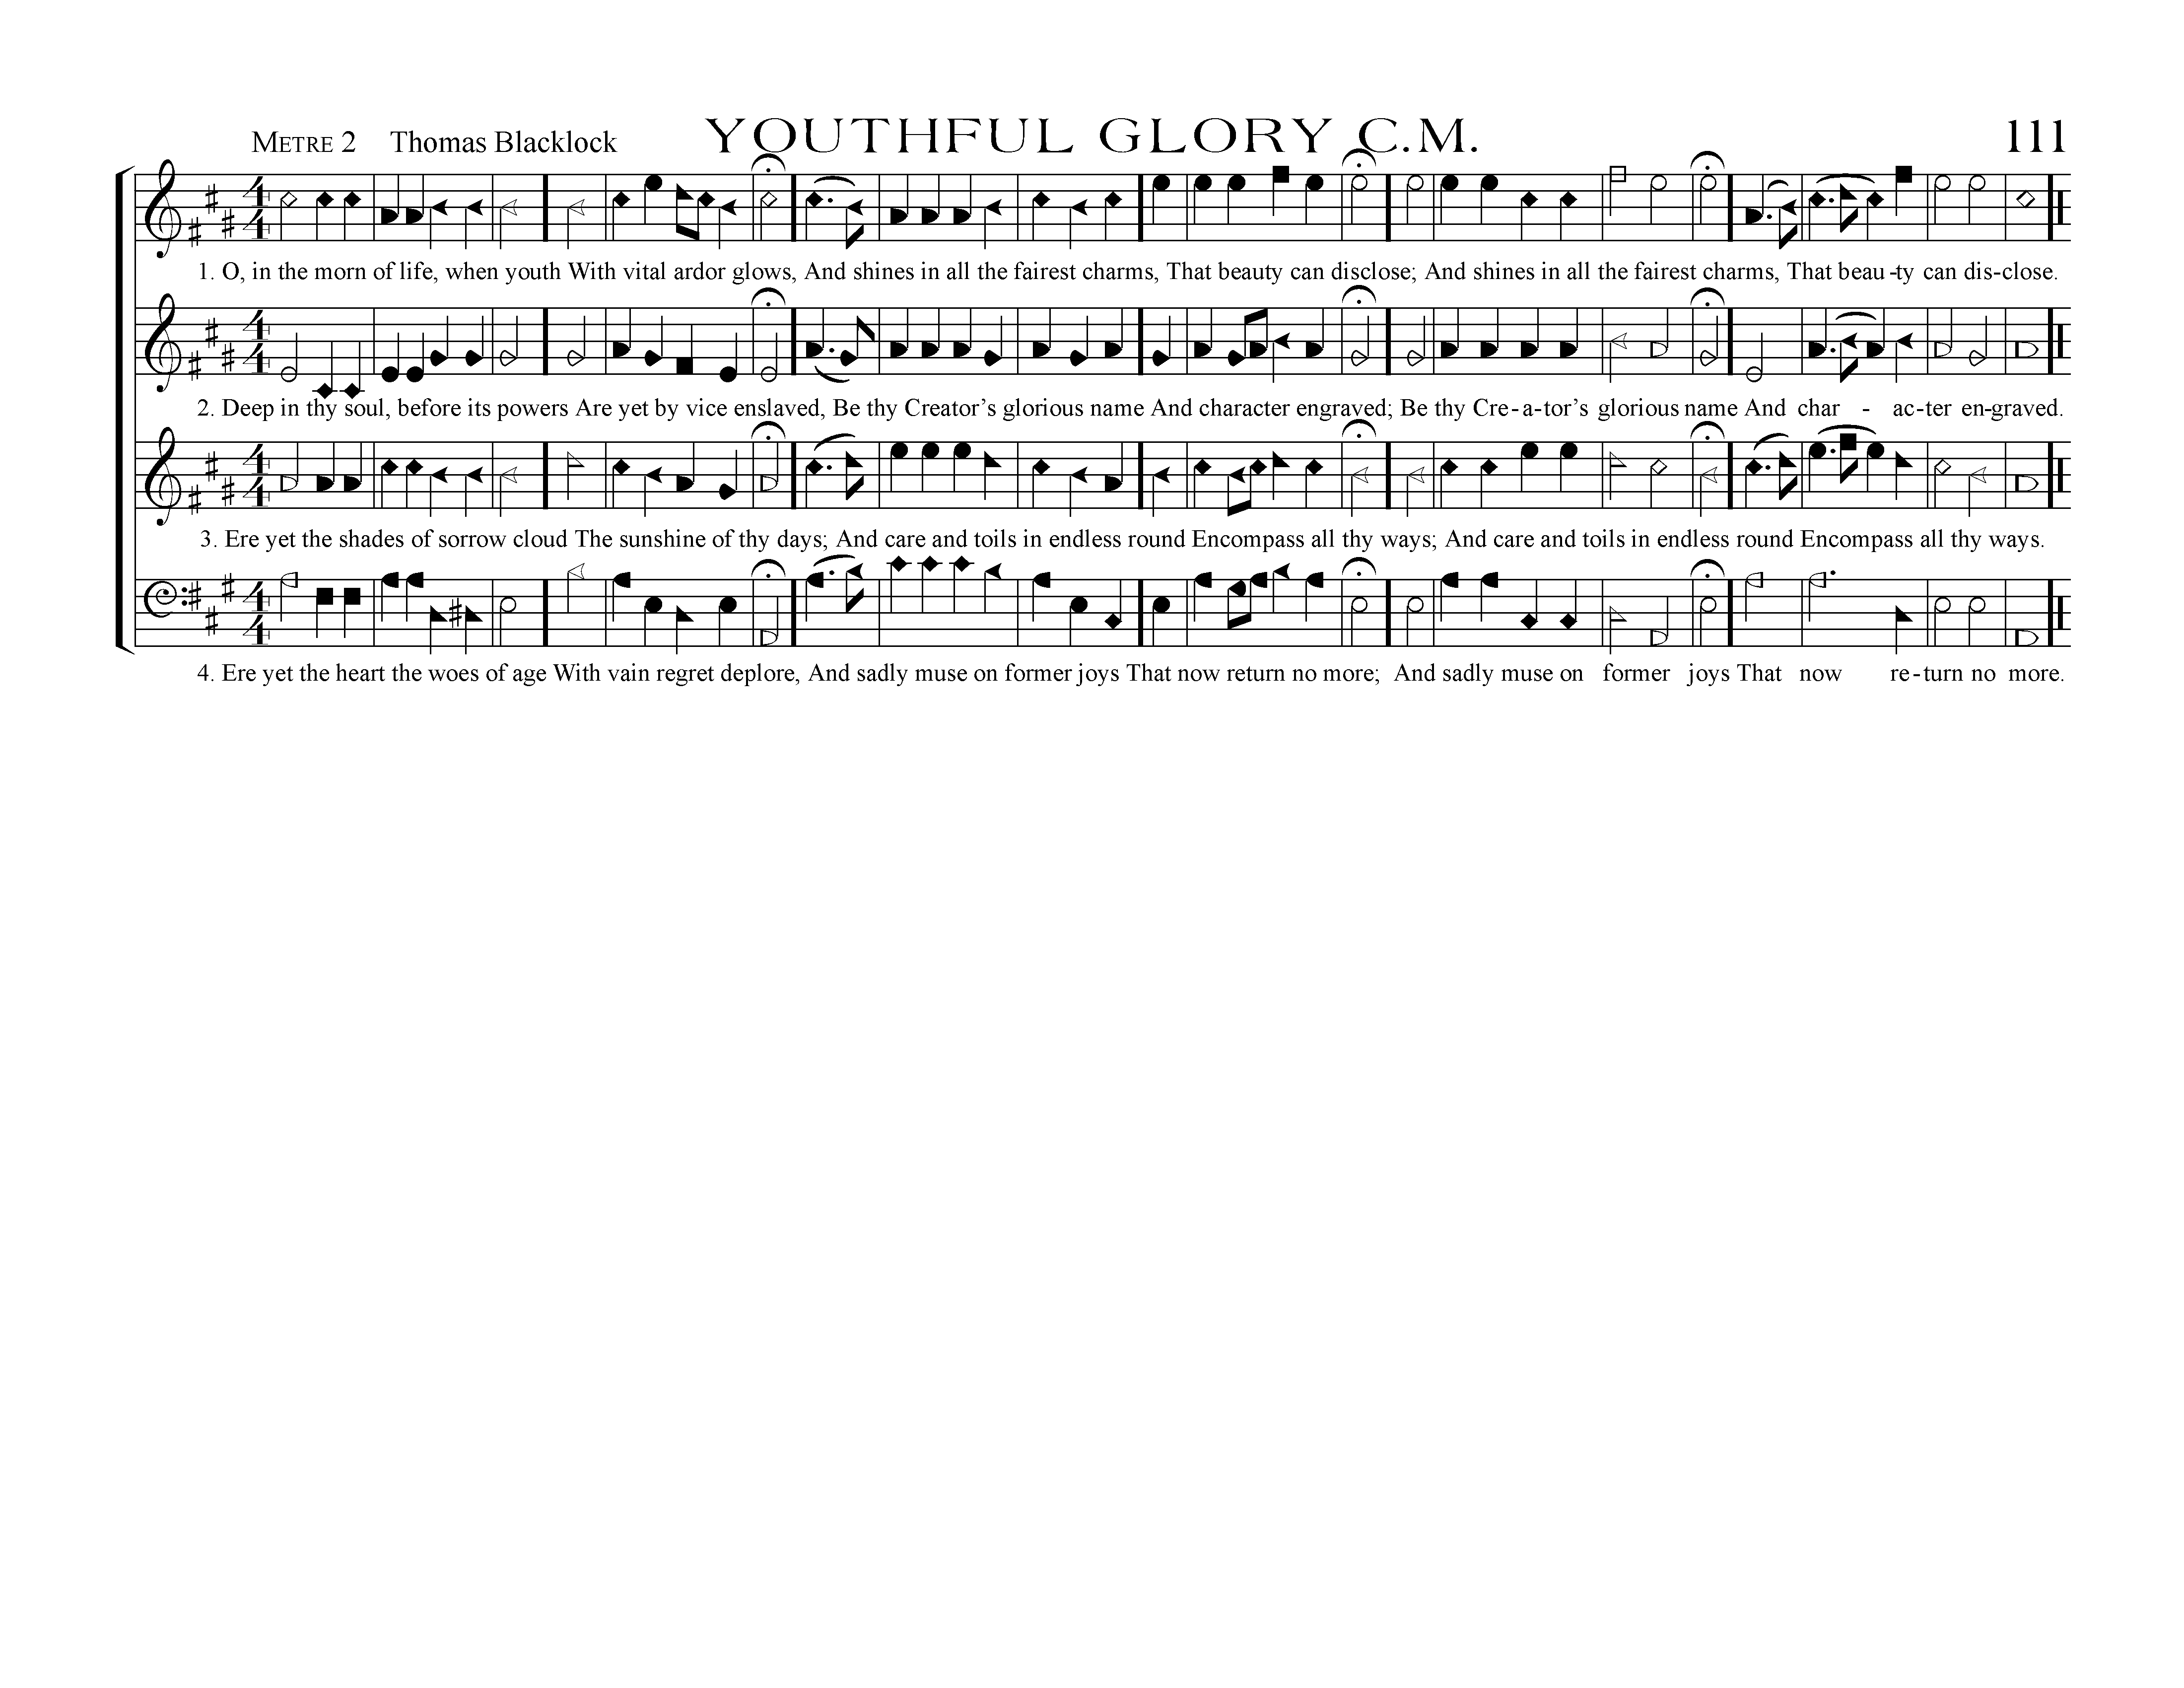 METRE 2 Thomas Blacklock YOUTHFUL GLORY C.M. 111
1. O, in the morn of life, when youth With vital ardor glows, And shines in all the fairest charms, That beauty can disclose; And shines in all the fairest charms, That beau-ty can dis-close.
2. Deep in thy soul, before its powers Are yet by vice enslaved, Be thy Creator’s glorious name And character engraved; Be thy Cre-a-tor’s glorious name And char - ac-ter en-graved.
3. Ere yet the shades of sorrow cloud The sunshine of thy days; And care and toils in endless round Encompass all thy ways; And care and toils in endless round Encompass all thy ways.
4. Ere yet the heart the woes of age With vain regret deplore, And sadly muse on former joys That now return no more; And sadly muse on former joys That now re-turn no more.